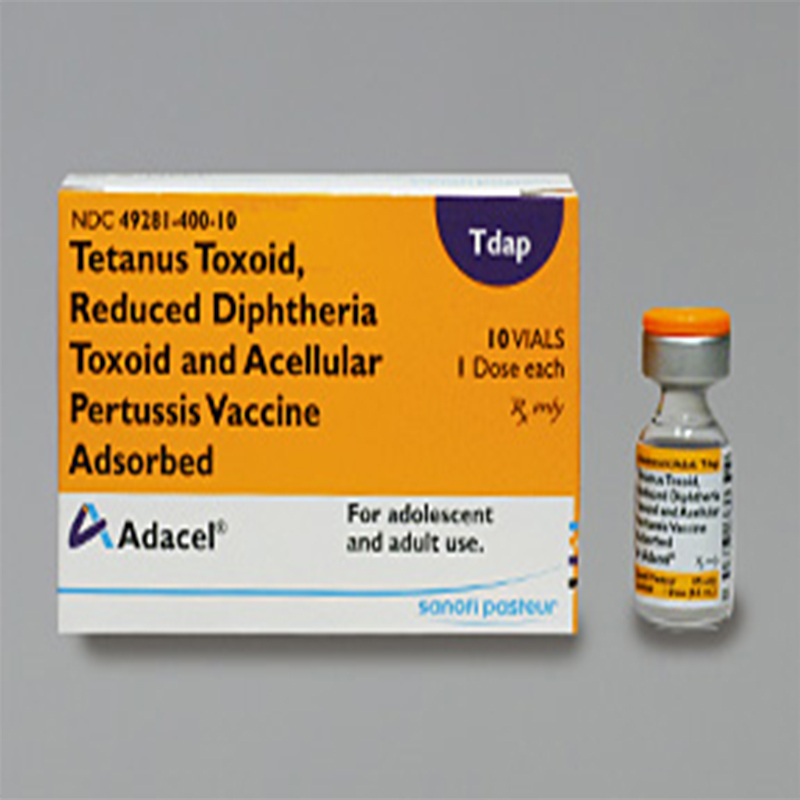 NDC 49281-400-10
Tetanus Toxoid,
Reduced Diphtheria
Toxoid and Acellular
Pertussis Vaccine
Adsorbed
Tdap
10 VIALS
1 Dose each
Rx only
Adacel®
For adolescent
and adult use.
sanofi pasteur
Tetanus Toxoid,
Reduced Diphtheria
Toxoid and Acellular
Pertussis Vaccine
Adsorbed
Adacel®